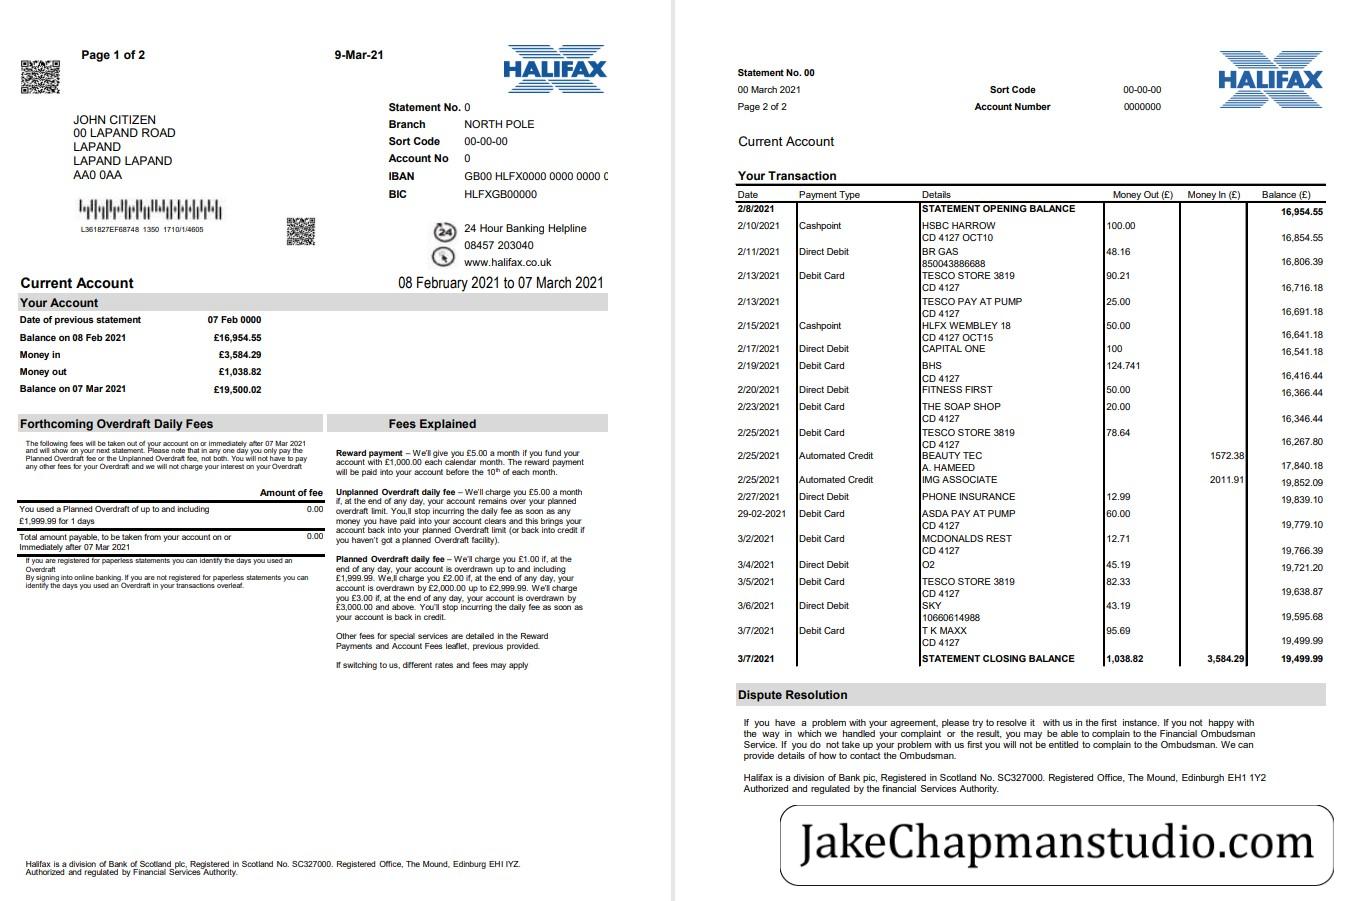 Page 1 of 2
9-Mar-21
HALIFAX
Statement No. 0
JOHN CITIZEN
00 LAPAND ROAD
LAPAND
LAPAND LAPAND
AA0 0AA
Branch NORTH POLE
Sort Code 00-00-00
Account No 0
IBAN GB00 HLFX0000 0000 0000 0
BIC HLFXGB00000
L361827EF68748 1350 1710/1/4605
24
24 Hour Banking Helpline
08457 203040
www.halifax.co.uk
Current Account
08 February 2021 to 07 March 2021
Your Account
Date of previous statement 07 Feb 0000
Balance on 08 Feb 2021 £16,954.55
Money in £3,584.29
Money out £1,038.82
Balance on 07 Mar 2021 £19,500.02
Forthcoming Overdraft Daily Fees
The following fees will be taken out of your account on or immediately after 07 Mar 2021
and will show on your next statement. Please note that in any one day you only pay the
Planned Overdraft fee or the Unplanned Overdraft fee, not both. You will not have to pay
any other fees for your Overdraft and we will not charge your interest on your Overdraft
Amount of fee
You used a Planned Overdraft of up to and including 0.00
£1,999.99 for 1 days
Total amount payable, to be taken from your account on or 0.00
Immediately after 07 Mar 2021
If you are registered for paperless statements you can identify the days you used an
Overdraft
By signing into online banking. If you are not registered for paperless statements you can
identify the days you used an Overdraft in your transactions overleaf.
Fees Explained
Reward payment – We'll give you £5.00 a month if you fund your
account with £1,000.00 each calendar month. The reward payment
will be paid into your account before the 10th of each month.
Unplanned Overdraft daily fee – We'll charge you £5.00 a month
if, at the end of any day, your account remains over your planned
overdraft limit. You,ll stop incurring the daily fee as soon as any
money you have paid into your account clears and this brings your
account back into your planned Overdraft limit (or back into credit if
you haven't got a planned Overdraft facility).
Planned Overdraft daily fee – We'll charge you £1.00 if, at the
end of any day, your account is overdrawn up to and including
£1,999.99. We,ll charge you £2.00 if, at the end of any day, your
account is overdrawn by £2,000.00 up to £2,999.99. We'll charge
you £3.00 if, at the end of any day, your account is overdrawn by
£3,000.00 and above. You'll stop incurring the daily fee as soon as
your account is back in credit.
Other fees for special services are detailed in the Reward
Payments and Account Fees leaflet, previous provided.
If switching to us, different rates and fees may apply
Halifax is a division of Bank of Scotland plc, Registered in Scotland No. SC327000. Registered Office, The Mound, Edinburg EHI IYZ.
Authorized and regulated by Financial Services Authority.
HALIFAX
Statement No. 00
00 March 2021 Sort Code 00-00-00
Page 2 of 2 Account Number 0000000
Current Account
Your Transaction
Date Payment Type Details Money Out (£) Money In (£) Balance (£)
2/8/2021 STATEMENT OPENING BALANCE 16,954.55
2/10/2021 Cashpoint HSBC HARROW 100.00
CD 4127 OCT10 16,854.55
2/11/2021 Direct Debit BR GAS 48.16
850043886688 16,806.39
2/13/2021 Debit Card TESCO STORE 3819 90.21
CD 4127 16,716.18
2/13/2021 TESCO PAY AT PUMP 25.00
CD 4127 16,691.18
2/15/2021 Cashpoint HLFX WEMBLEY 18 50.00
CD 4127 OCT15 16,641.18
2/17/2021 Direct Debit CAPITAL ONE 100 16,541.18
2/19/2021 Debit Card BHS 124.741
CD 4127 16,416.44
2/20/2021 Direct Debit FITNESS FIRST 50.00 16,366.44
2/23/2021 Debit Card THE SOAP SHOP 20.00
CD 4127 16,346.44
2/25/2021 Debit Card TESCO STORE 3819 78.64
CD 4127 16,267.80
2/25/2021 Automated Credit BEAUTY TEC 1572.38
A. HAMEED 17,840.18
2/25/2021 Automated Credit IMG ASSOCIATE 2011.91 19,852.09
2/27/2021 Direct Debit PHONE INSURANCE 12.99 19,839.10
29-02-2021 Debit Card ASDA PAY AT PUMP 60.00
CD 4127 19,779.10
3/2/2021 Debit Card MCDONALDS REST 12.71
CD 4127 19,766.39
3/4/2021 Direct Debit O2 45.19 19,721.20
3/5/2021 Debit Card TESCO STORE 3819 82.33
CD 4127 19,638.87
3/6/2021 Direct Debit SKY 43.19
10660614988 19,595.68
3/7/2021 Debit Card T K MAXX 95.69
CD 4127 19,499.99
3/7/2021 STATEMENT CLOSING BALANCE 1,038.82 3,584.29 19,499.99
Dispute Resolution
If you have a problem with your agreement, please try to resolve it with us in the first instance. If you not happy with
the way in which we handled your complaint or the result, you may be able to complain to the Financial Ombudsman
Service. If you do not take up your problem with us first you will not be entitled to complain to the Ombudsman. We can
provide details of how to contact the Ombudsman.
Halifax is a division of Bank pic, Registered in Scotland No. SC327000. Registered Office, The Mound, Edinburgh EH1 1Y2
Authorized and regulated by the financial Services Authority.
JakeChapmanstudio.com